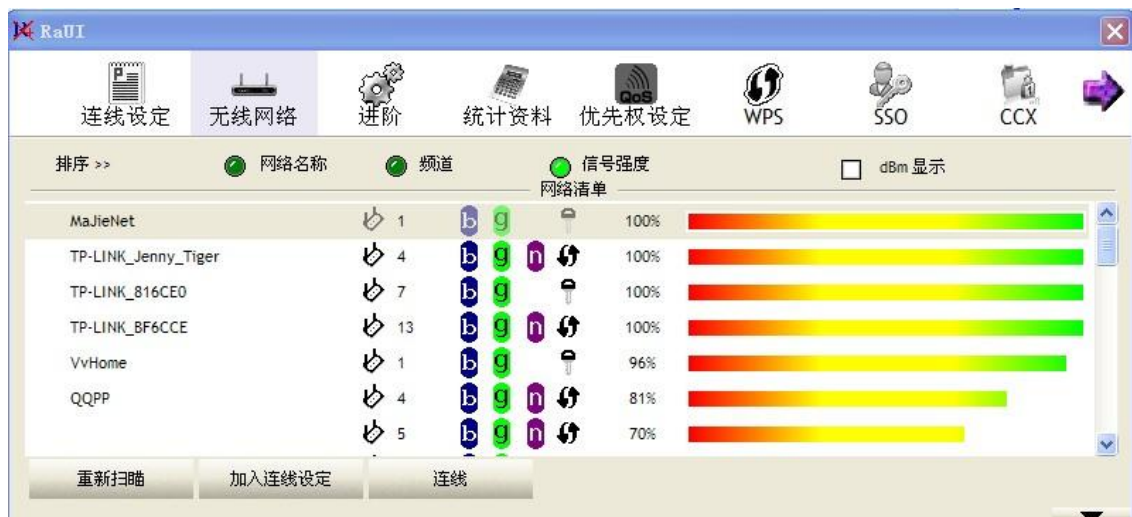 RaUI
连线设定 无线网络 进阶 统计资料 QoS 优先权设定 WPS SSO CCX
排序 >> 网络名称 频道 信号强度 dBm 显示
网络清单
MaJieNet 1 b g 100%
TP-LINK_Jenny_Tiger 4 b g n 100%
TP-LINK_816CE0 7 b g 100%
TP-LINK_BF6CCE 13 b g n 100%
VvHome 1 b g 96%
QQPP 4 b g n 81%
5 b g n 70%
重新扫瞄 加入连线设定 连线